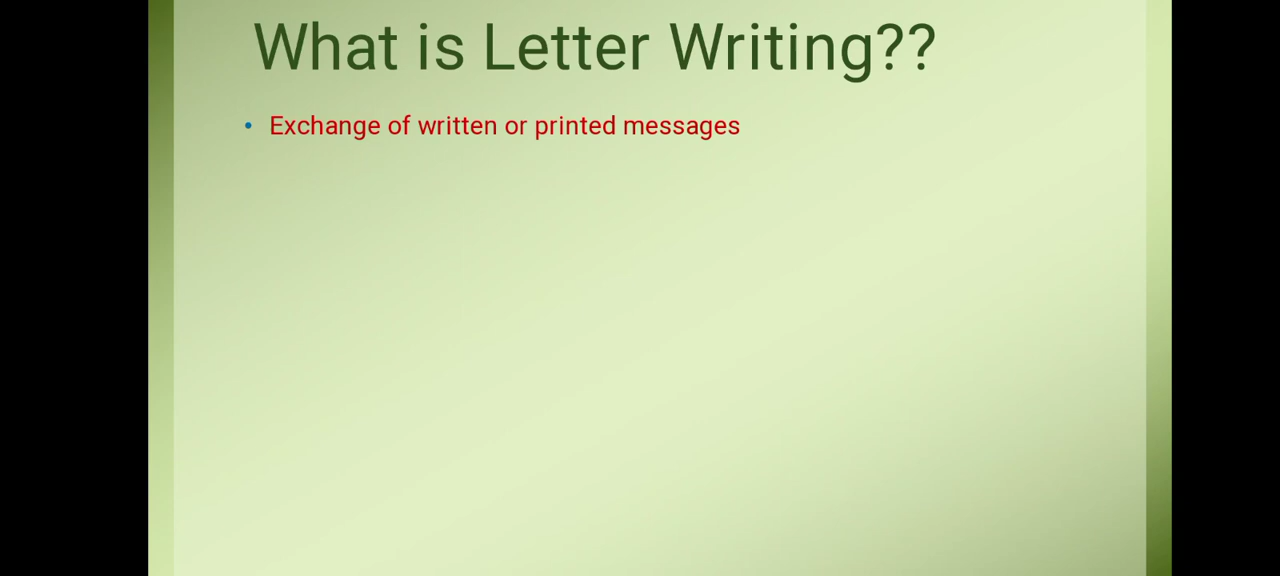 What is Letter Writing??
• Exchange of written or printed messages